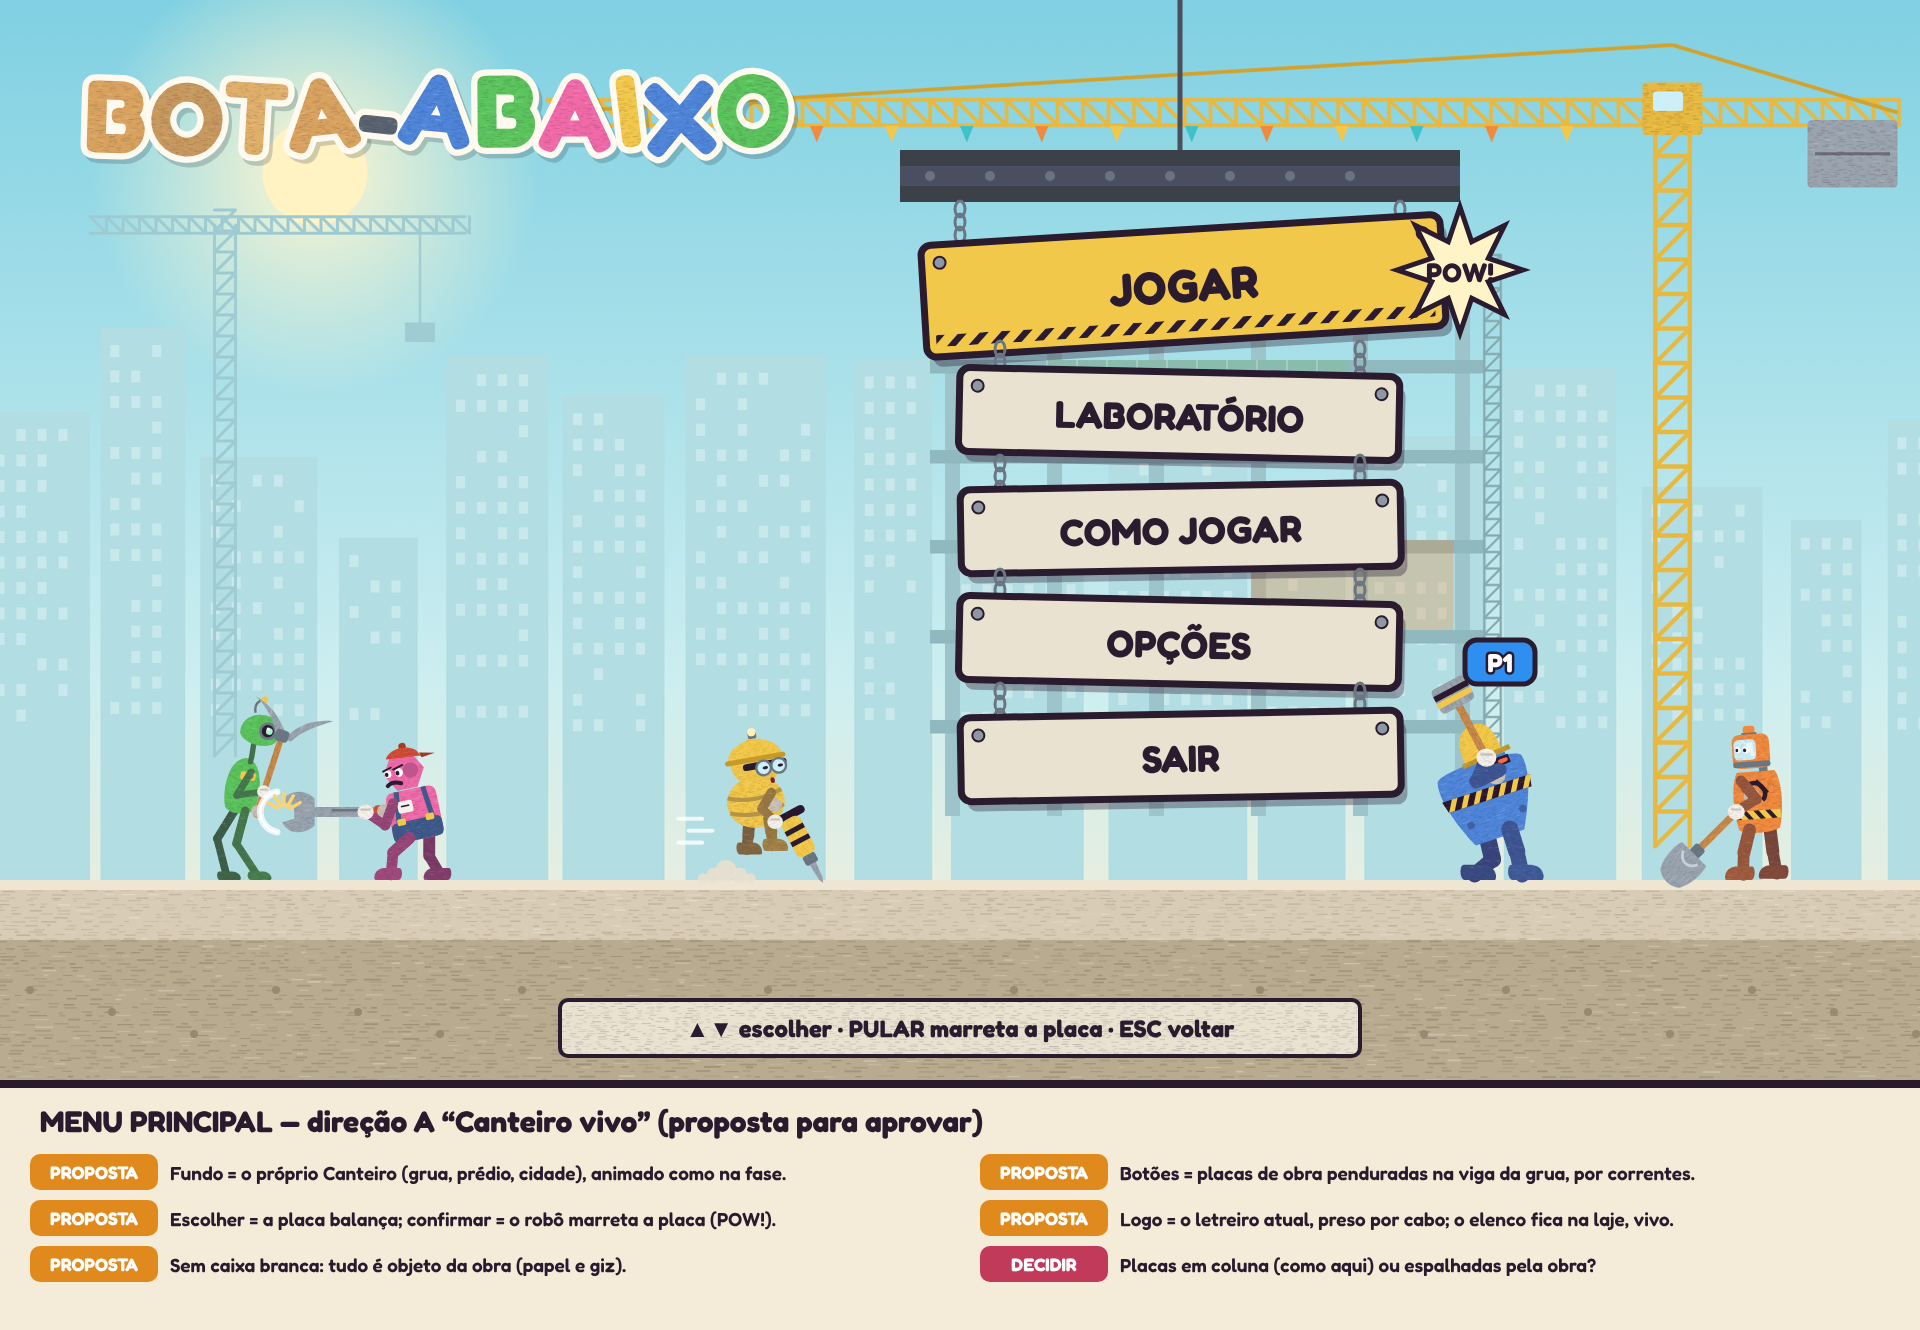 BOTA-ABAIXO
JOGAR
POW!
LABORATÓRIO
COMO JOGAR
OPÇÕES
P1
SAIR
▲ ▼ escolher · PULAR marreta a placa · ESC voltar
MENU PRINCIPAL — direção A “Canteiro vivo” (proposta para aprovar)
PROPOSTA Fundo = o próprio Canteiro (grua, prédio, cidade), animado como na fase.
PROPOSTA Botões = placas de obra penduradas na viga da grua, por correntes.
PROPOSTA Escolher = a placa balança; confirmar = o robô marreta a placa (POW!).
PROPOSTA Logo = o letreiro atual, preso por cabo; o elenco fica na laje, vivo.
PROPOSTA Sem caixa branca: tudo é objeto da obra (papel e giz).
DECIDIR Placas em coluna (como aqui) ou espalhadas pela obra?